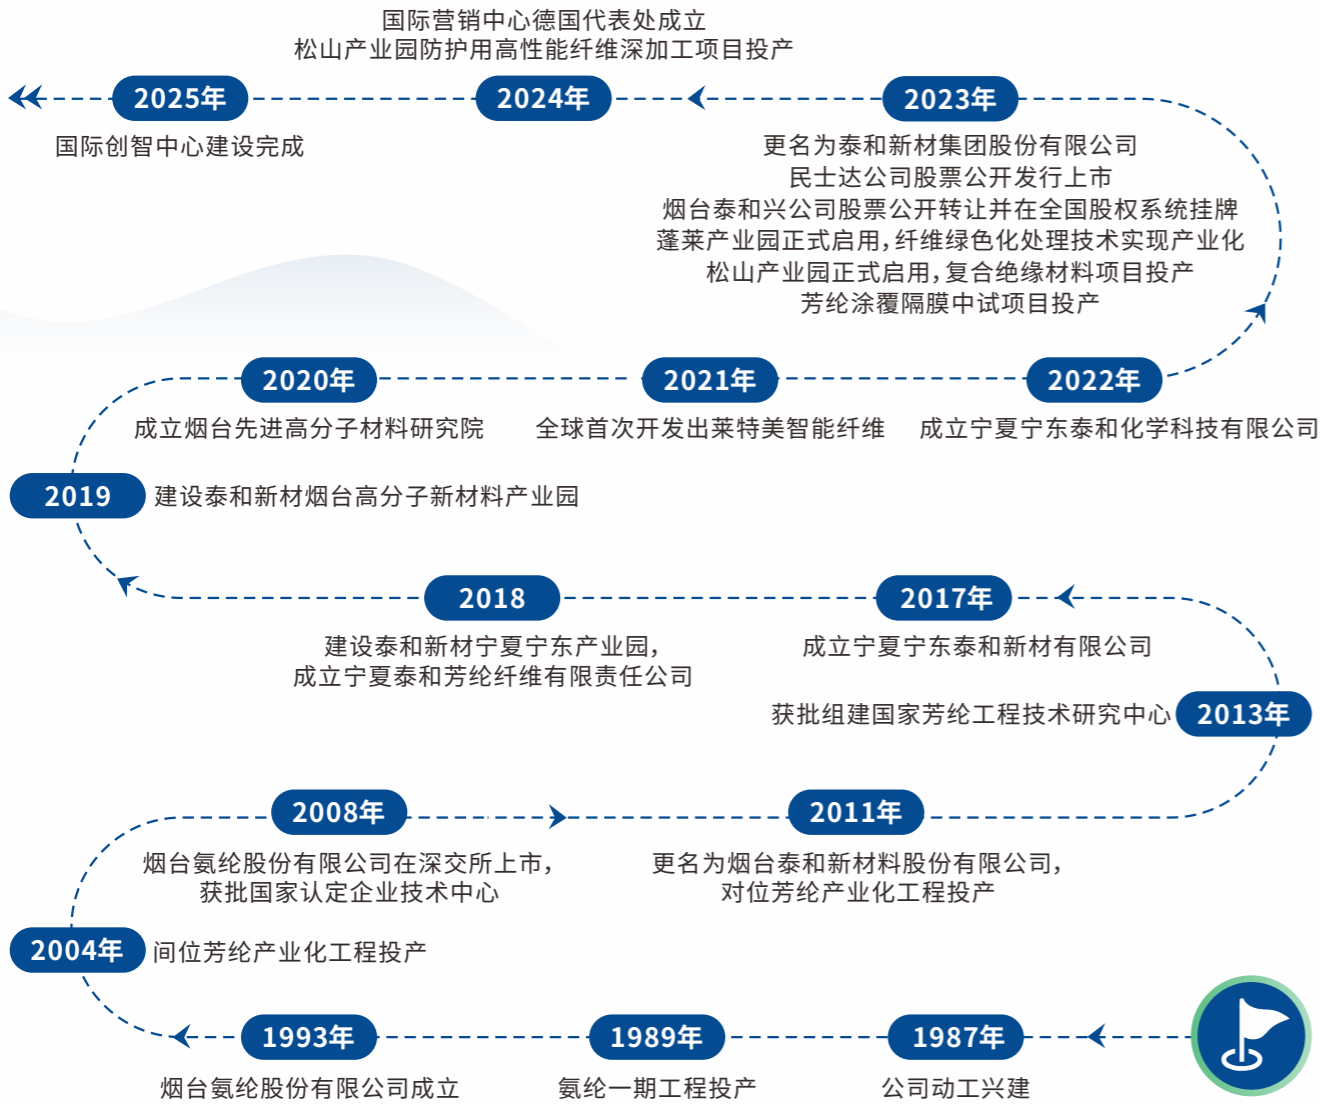 国际营销中心德国代表处成立
松山产业园防护用高性能纤维深加工项目投产
2025年
2024年
2023年
国际创智中心建设完成
更名为泰和新材集团股份有限公司
民士达公司股票公开发行上市
烟台泰和兴公司股票公开转让并在全国股权系统挂牌
蓬莱产业园正式启用,纤维绿色化处理技术实现产业化
松山产业园正式启用,复合绝缘材料项目投产
芳纶涂覆隔膜中试项目投产
2020年
2021年
2022年
成立烟台先进高分子材料研究院
全球首次开发出莱特美智能纤维
成立宁夏宁东泰和化学科技有限公司
2019
建设泰和新材烟台高分子新材料产业园
2018
2017年
建设泰和新材宁夏宁东产业园,
成立宁夏泰和芳纶纤维有限责任公司
成立宁夏宁东泰和新材有限公司
获批组建国家芳纶工程技术研究中心
2013年
2008年
2011年
烟台氨纶股份有限公司在深交所上市,
获批国家认定企业技术中心
更名为烟台泰和新材料股份有限公司,
对位芳纶产业化工程投产
2004年
间位芳纶产业化工程投产
1993年
1989年
1987年
烟台氨纶股份有限公司成立
氨纶一期工程投产
公司动工兴建